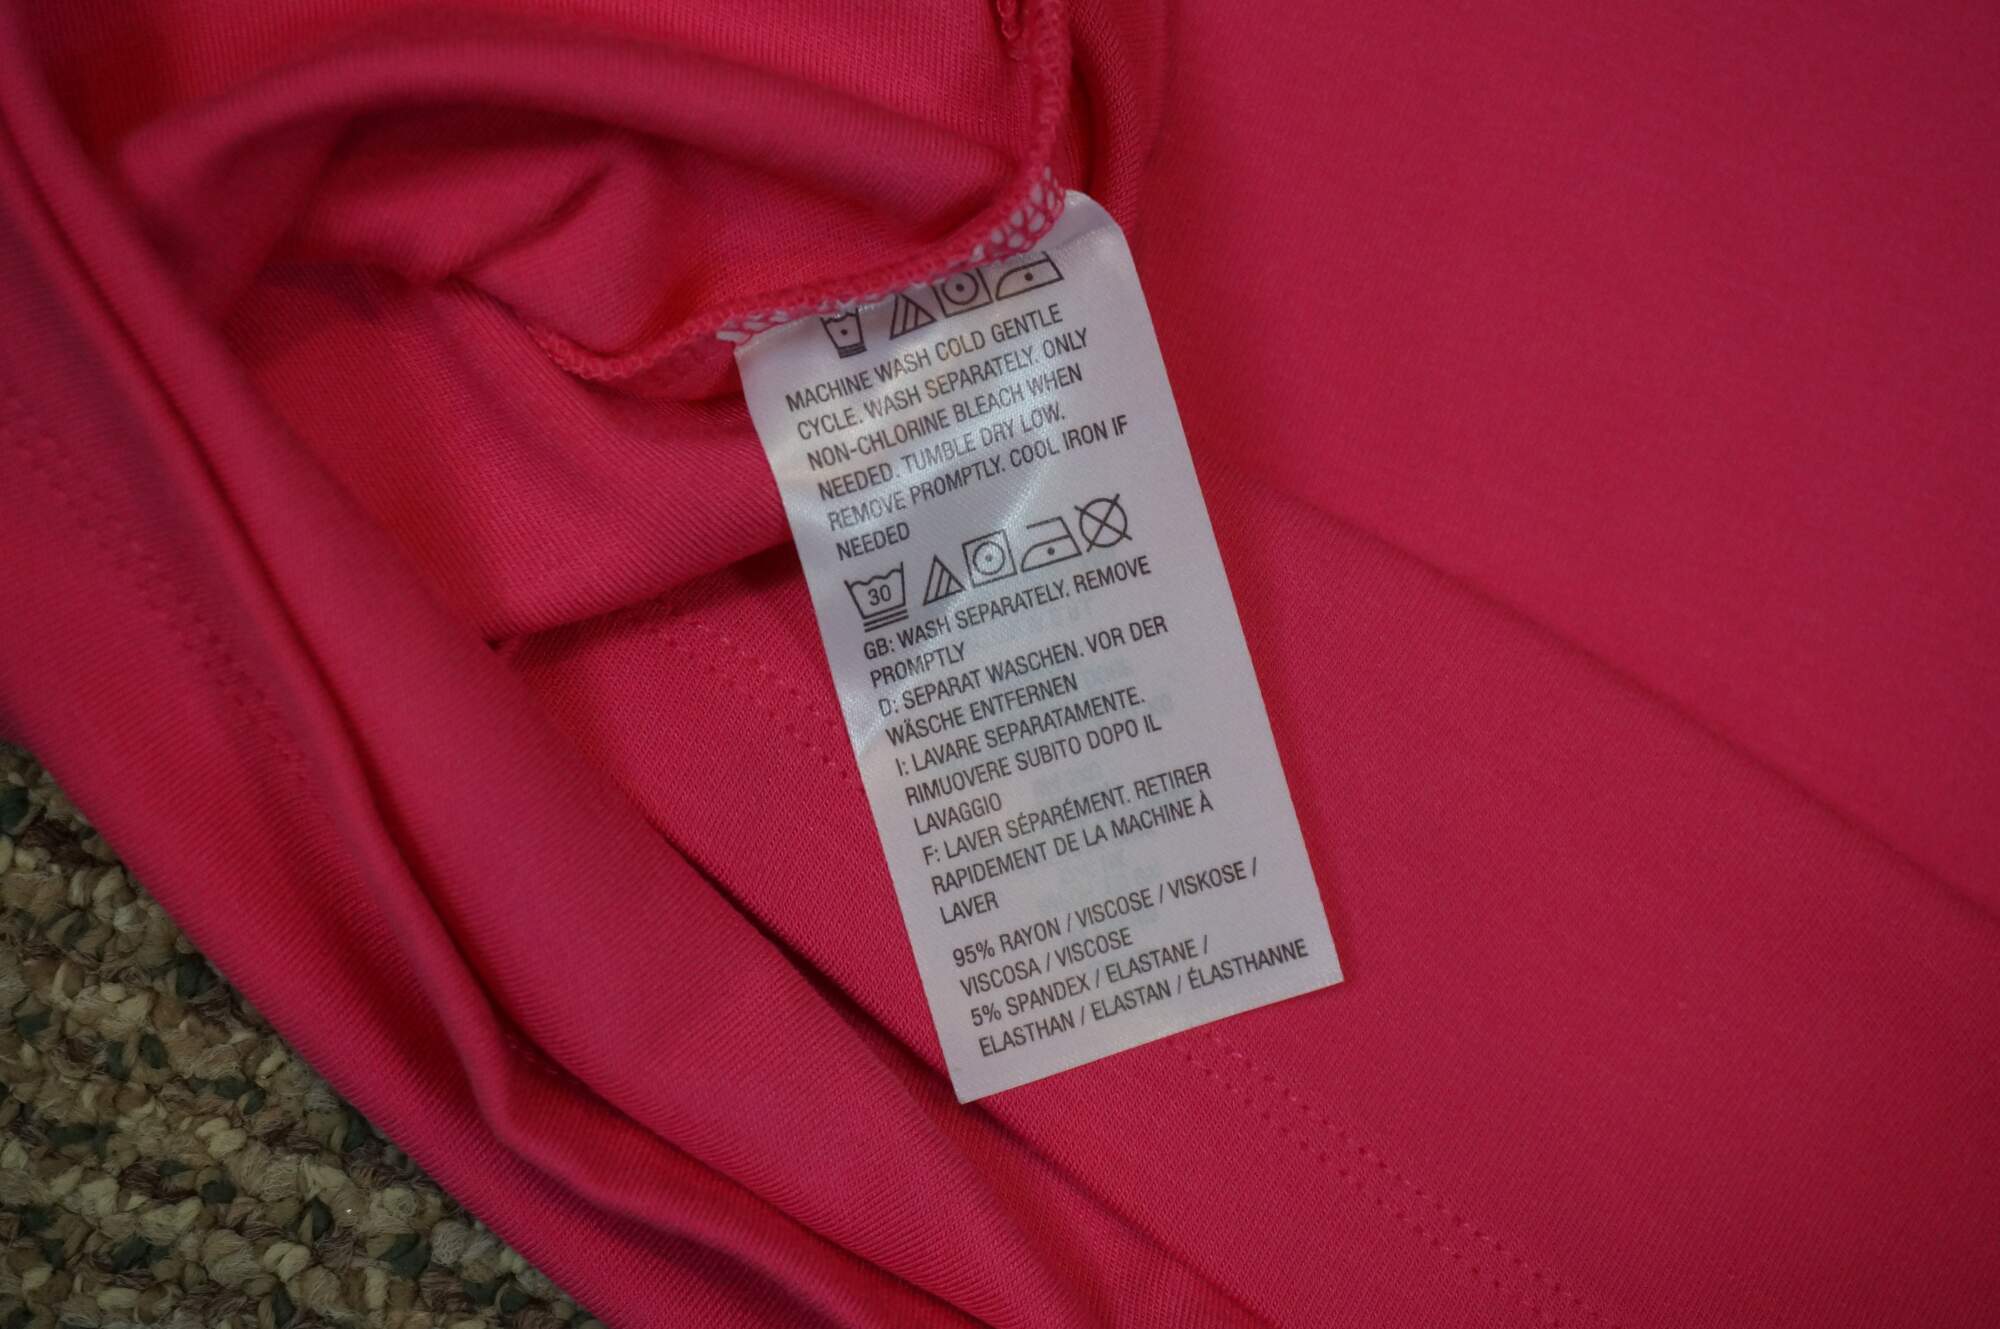 MACHINE WASH COLD GENTLE
CYCLE. WASH SEPARATELY. ONLY
NON-CHLORINE BLEACH WHEN
NEEDED. TUMBLE DRY LOW.
REMOVE PROMPTLY. COOL IRON IF
NEEDED
30
GB: WASH SEPARATELY. REMOVE
PROMPTLY
D: SEPARAT WASCHEN. VOR DER
WÄSCHE ENTFERNEN
I: LAVARE SEPARATAMENTE.
RIMUOVERE SUBITO DOPO IL
LAVAGGIO
F: LAVER SÉPARÉMENT. RETIRER
RAPIDEMENT DE LA MACHINE À
LAVER
95% RAYON / VISCOSE / VISKOSE /
VISCOSA / VISCOSE
5% SPANDEX / ELASTANE /
ELASTHAN / ELASTAN / ÉLASTHANNE